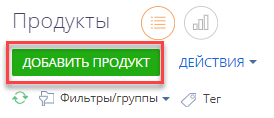 Продукты
ДОБАВИТЬ ПРОДУКТ ДЕЙСТВИЯ
Фильтры/группы Тег